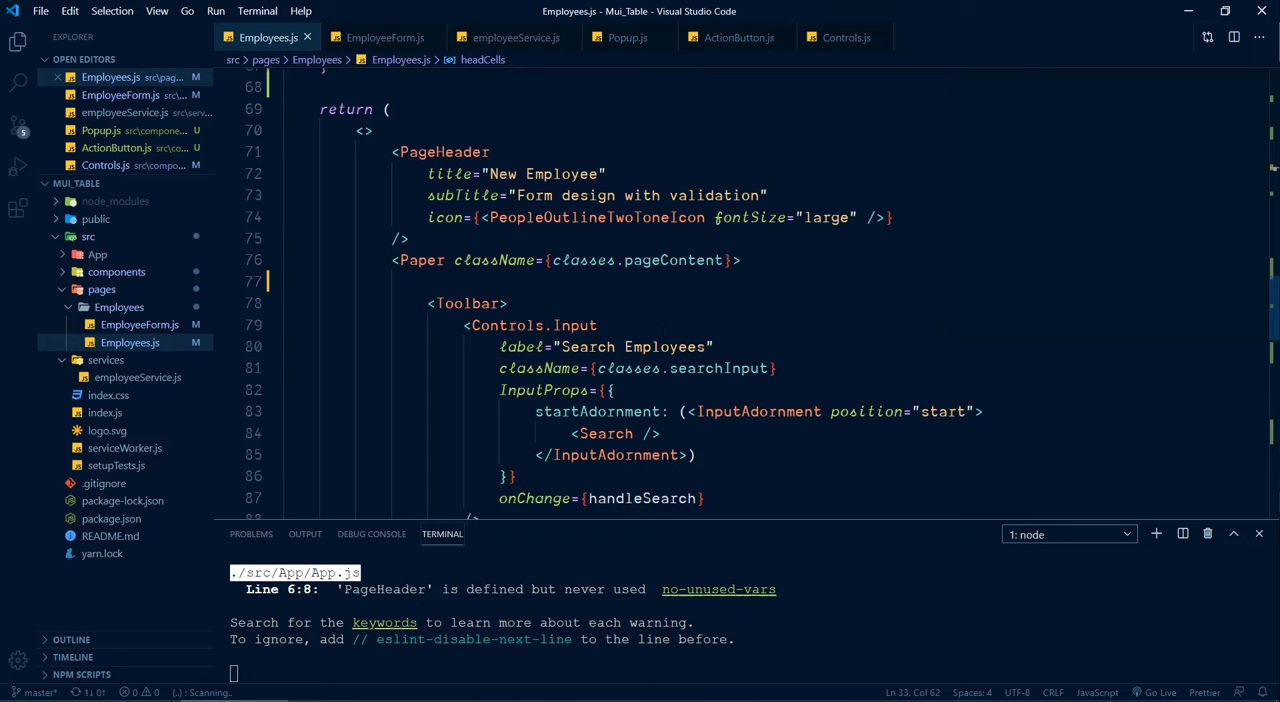 File Edit Selection View Go Run Terminal Help
Employees.js - Mui_Table - Visual Studio Code
EXPLORER
OPEN EDITORS
Employees.js src\pag... M
EmployeeForm.js src\... M
employeeService.js src\serv...
Popup.js src\compone... U
ActionButton.js src\co... U
Controls.js src\compo... M
MUI_TABLE
node_modules
public
src
App
components
pages
Employees
EmployeeForm.js M
Employees.js M
services
employeeService.js
index.css
index.js
logo.svg
serviceWorker.js
setupTests.js
.gitignore
package-lock.json
package.json
README.md
yarn.lock
OUTLINE
TIMELINE
NPM SCRIPTS
5
Employees.js EmployeeForm.js employeeService.js Popup.js ActionButton.js Controls.js
src > pages > Employees > Employees.js > headCells
68
69 return (
70 <>
71 <PageHeader
72 title="New Employee"
73 subTitle="Form design with validation"
74 icon={<PeopleOutlineTwoToneIcon fontSize="large" />}
75 />
76 <Paper className={classes.pageContent}>
77
78 <Toolbar>
79 <Controls.Input
80 label="Search Employees"
81 className={classes.searchInput}
82 InputProps={{
83 startAdornment: (<InputAdornment position="start">
84 <Search />
85 </InputAdornment>)
86 }}
87 onChange={handleSearch}
88 />
PROBLEMS OUTPUT DEBUG CONSOLE TERMINAL 1: node
./src/App/App.js
Line 6:8: 'PageHeader' is defined but never used no-unused-vars
Search for the keywords to learn more about each warning.
To ignore, add // eslint-disable-next-line to the line before.
master* 1↓ 0↑ 0 0 {..} : Scanning.. Ln 33, Col 62 Spaces: 4 UTF-8 CRLF JavaScript Go Live Prettier